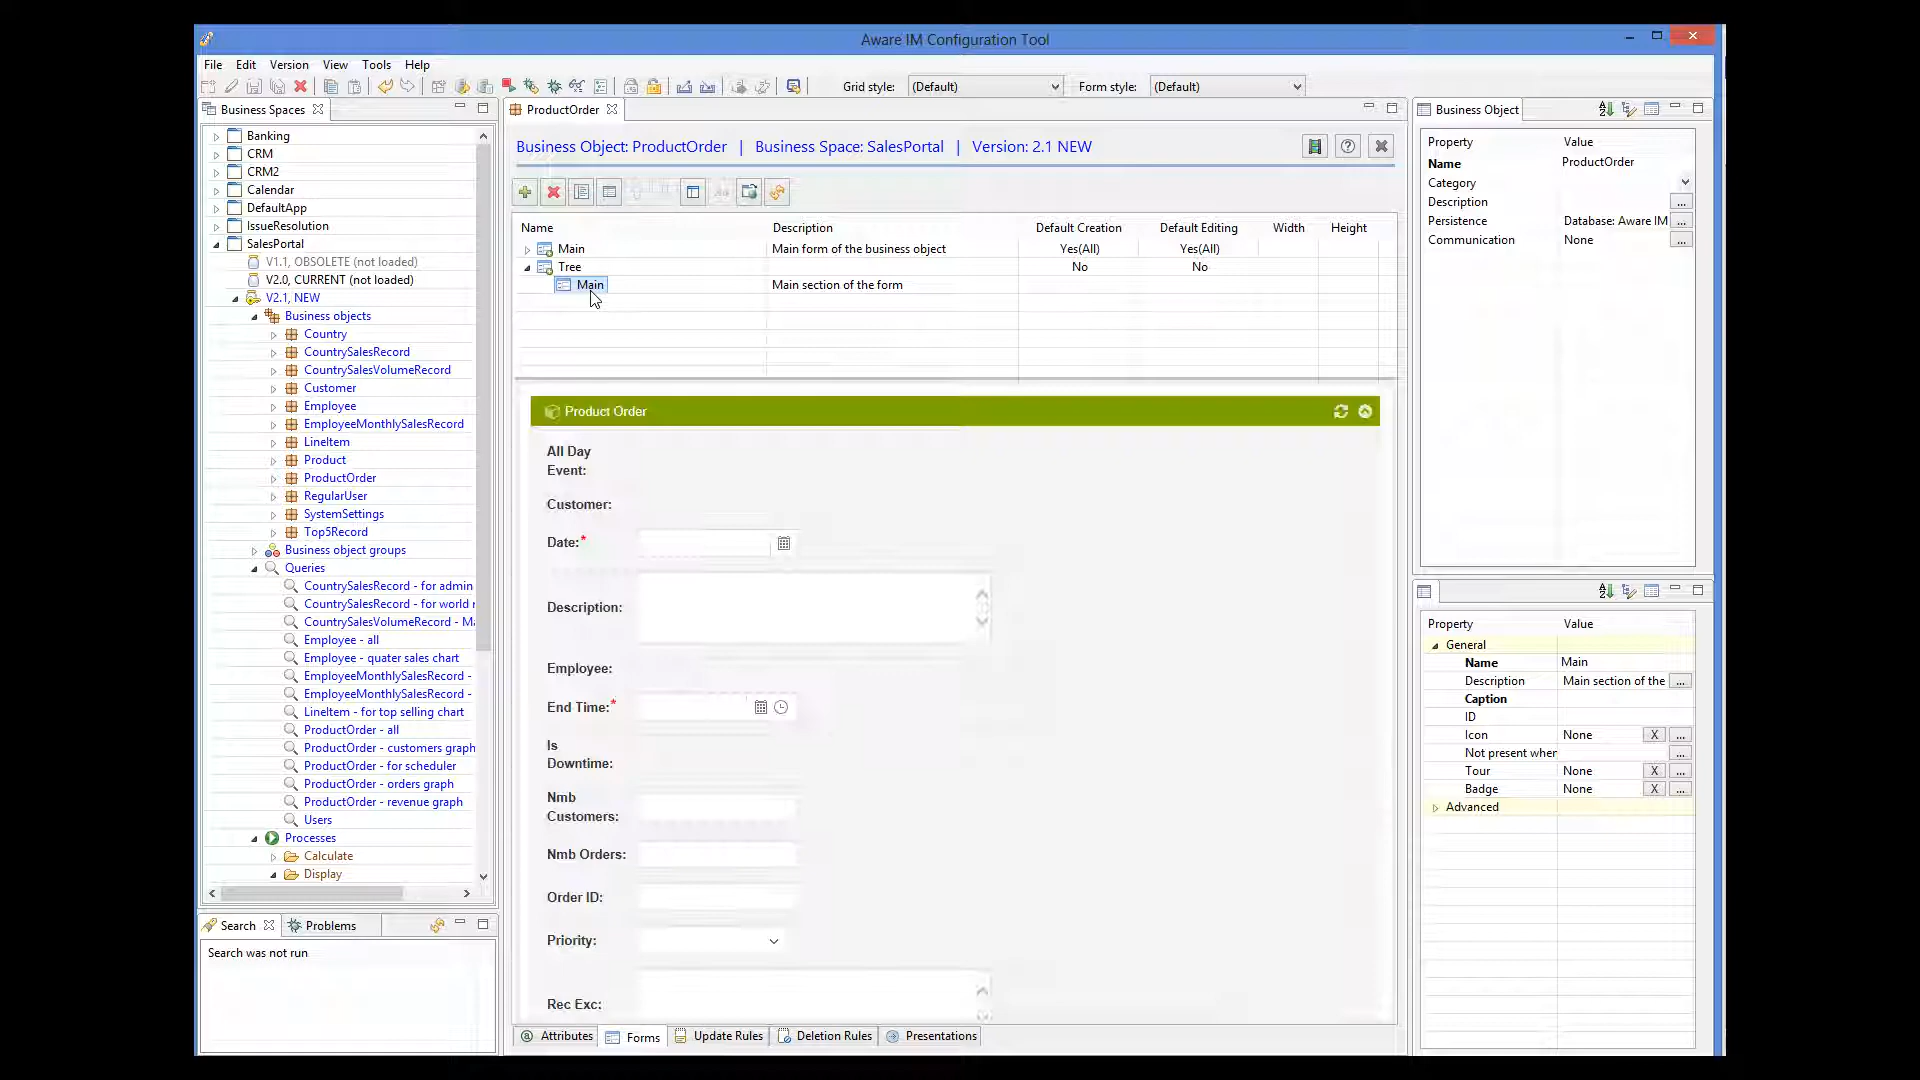 Aware IM Configuration Tool
File Edit Version View Tools Help
Grid style: (Default) Form style: (Default)
Business Spaces
Banking
CRM
CRM2
Calendar
DefaultApp
IssueResolution
SalesPortal
V1.1, OBSOLETE (not loaded)
V2.0, CURRENT (not loaded)
V2.1, NEW
Business objects
Country
CountrySalesRecord
CountrySalesVolumeRecord
Customer
Employee
EmployeeMonthlySalesRecord
LineItem
Product
ProductOrder
RegularUser
SystemSettings
Top5Record
Business object groups
Queries
CountrySalesRecord - for admin
CountrySalesRecord - for world r
CountrySalesVolumeRecord - Ma
Employee - all
Employee - quater sales chart
EmployeeMonthlySalesRecord -
EmployeeMonthlySalesRecord -
LineItem - for top selling chart
ProductOrder - all
ProductOrder - customers graph
ProductOrder - for scheduler
ProductOrder - orders graph
ProductOrder - revenue graph
Users
Processes
Calculate
Display
Search Problems
Search was not run
ProductOrder
Business Object: ProductOrder | Business Space: SalesPortal | Version: 2.1 NEW
Name Description Default Creation Default Editing Width Height
Main Main form of the business object Yes(All) Yes(All)
Tree No No
Main Main section of the form
Product Order
All Day
Event:
Customer:
Date:*
Description:
Employee:
End Time:*
Is
Downtime:
Nmb
Customers:
Nmb Orders:
Order ID:
Priority:
Rec Exc:
Attributes Forms Update Rules Deletion Rules Presentations
Business Object
Property Value
Name ProductOrder
Category
Description ...
Persistence Database: Aware IM ...
Communication None ...
Property Value
General
Name Main
Description Main section of the ...
Caption
ID
Icon None X ...
Not present wher ...
Tour None X ...
Badge None X ...
Advanced